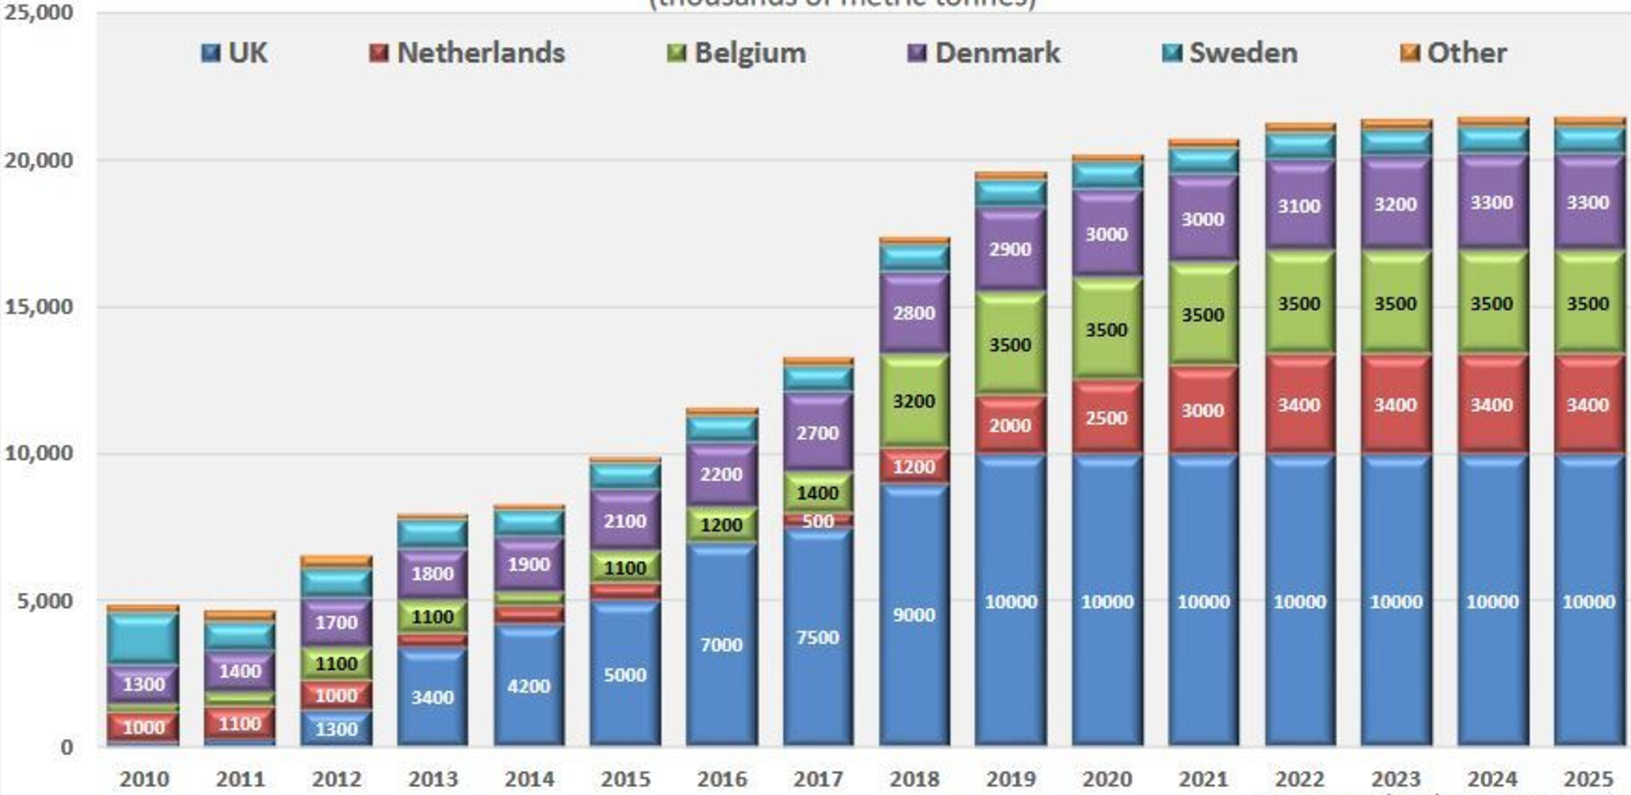 (thousands of metric tonnes)
25,000
UK Netherlands Belgium Denmark Sweden Other
20,000
15,000
10,000
5,000
0
1000 1300
1100 1400
1300 1000 1100 1700
3400 1100 1800
4200 1900
5000 1100 2100
7000 1200 2200
7500 500 1400 2700
9000 1200 3200 2800
10000 2000 3500 2900
10000 2500 3500 3000
10000 3000 3500 3000
10000 3400 3500 3100
10000 3400 3500 3200
10000 3400 3500 3300
10000 3400 3500 3300
2010 2011 2012 2013 2014 2015 2016 2017 2018 2019 2020 2021 2022 2023 2024 2025